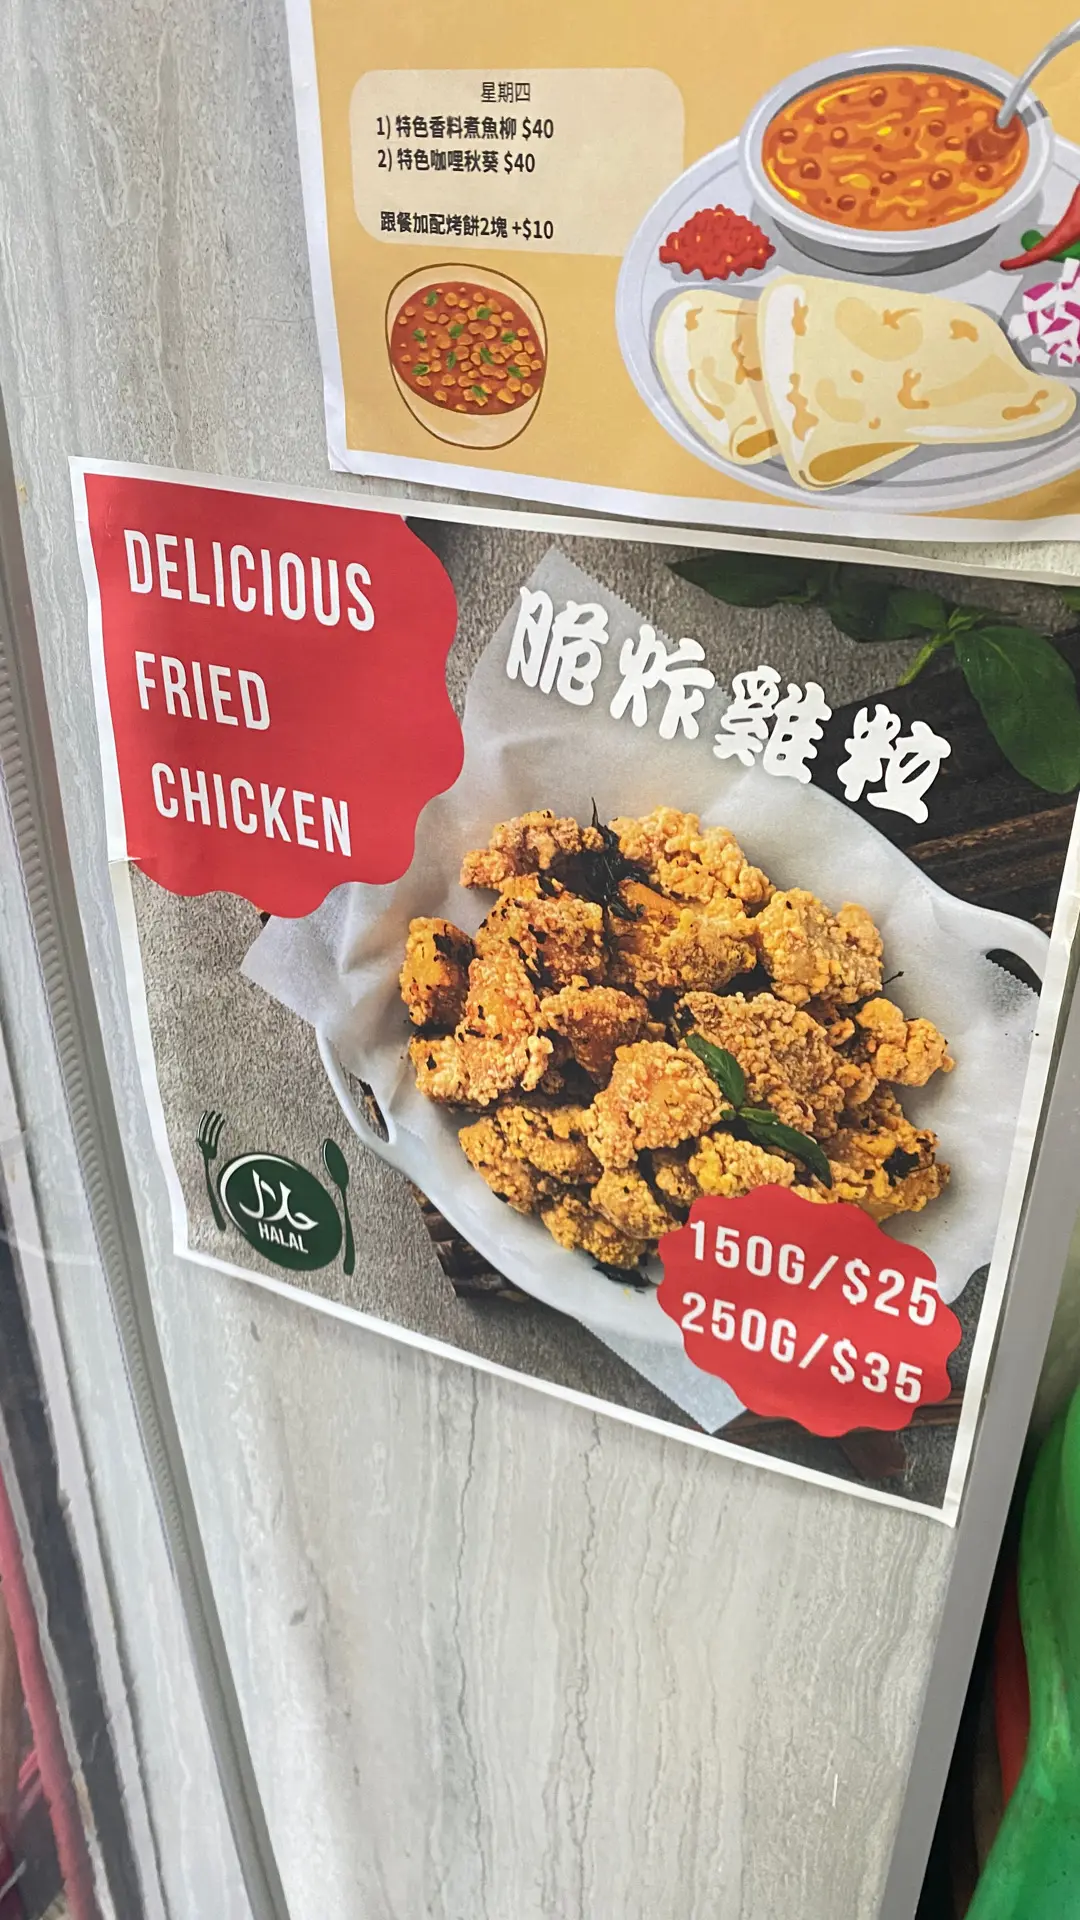 星期四
1) 特色香料煮魚柳 $40
2) 特色咖哩秋葵 $40
跟餐加配烤餅2塊 +$10
DELICIOUS
FRIED
CHICKEN
脆炸雞粒
حلال
HALAL
150G/$25
250G/$35